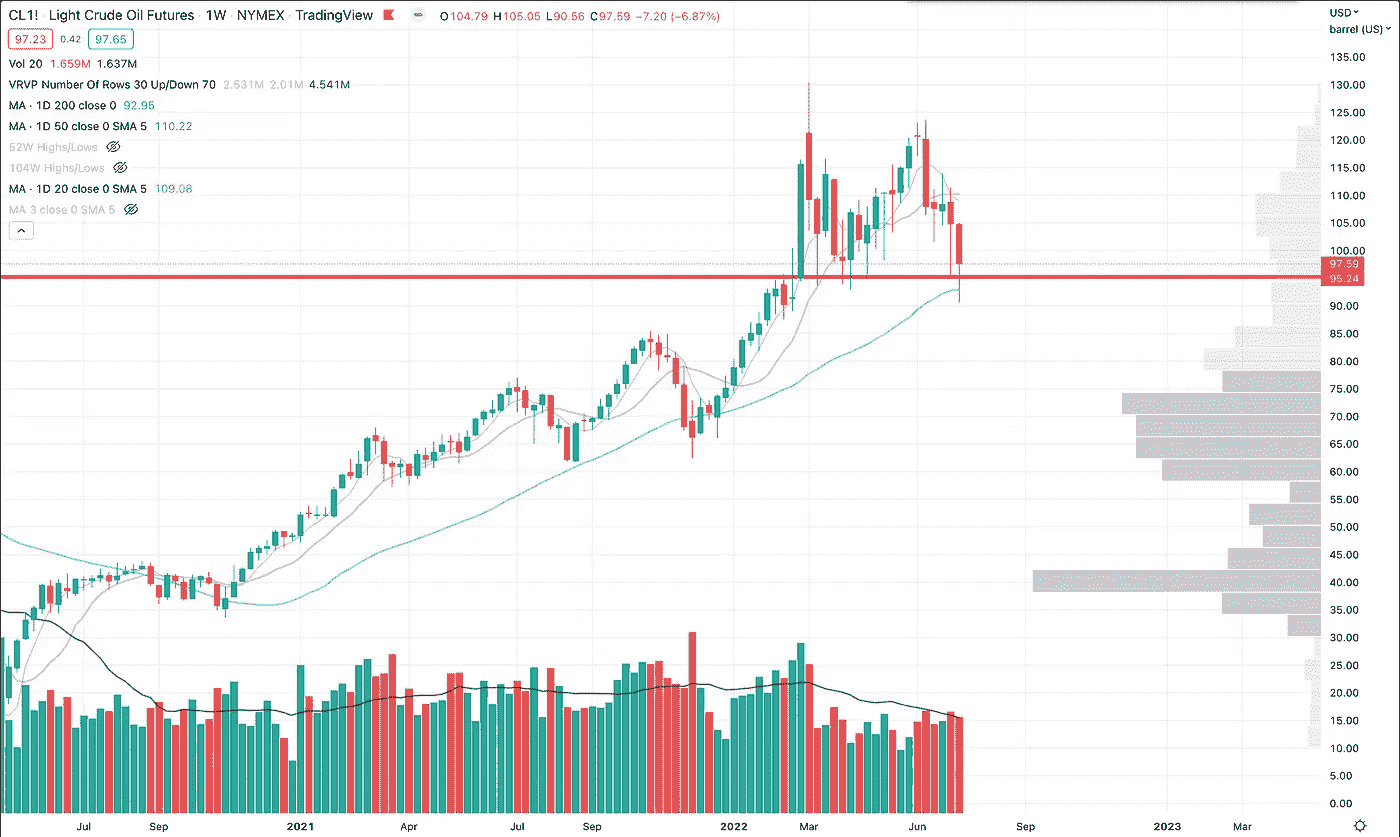 CL1! · Light Crude Oil Futures · 1W · NYMEX · TradingView O104.79 H105.05 L90.56 C97.59 −7.20 (−6.87%)
97.23 0.42 97.65
Vol 20 1.659M 1.637M
VRVP Number Of Rows 30 Up/Down 70 2.531M 2.01M 4.541M
MA · 1D 200 close 0 92.95
MA · 1D 50 close 0 SMA 5 110.22
52W Highs/Lows
104W Highs/Lows
MA · 1D 20 close 0 SMA 5 109.08
MA 3 close 0 SMA 5
USD
barrel (US)
135.00
130.00
125.00
120.00
115.00
110.00
105.00
100.00
97.59
95.24
90.00
85.00
80.00
75.00
70.00
65.00
60.00
55.00
50.00
45.00
40.00
35.00
30.00
25.00
20.00
15.00
10.00
5.00
0.00
Jul Sep 2021 Apr Jul Sep 2022 Mar Jun Sep 2023 Mar